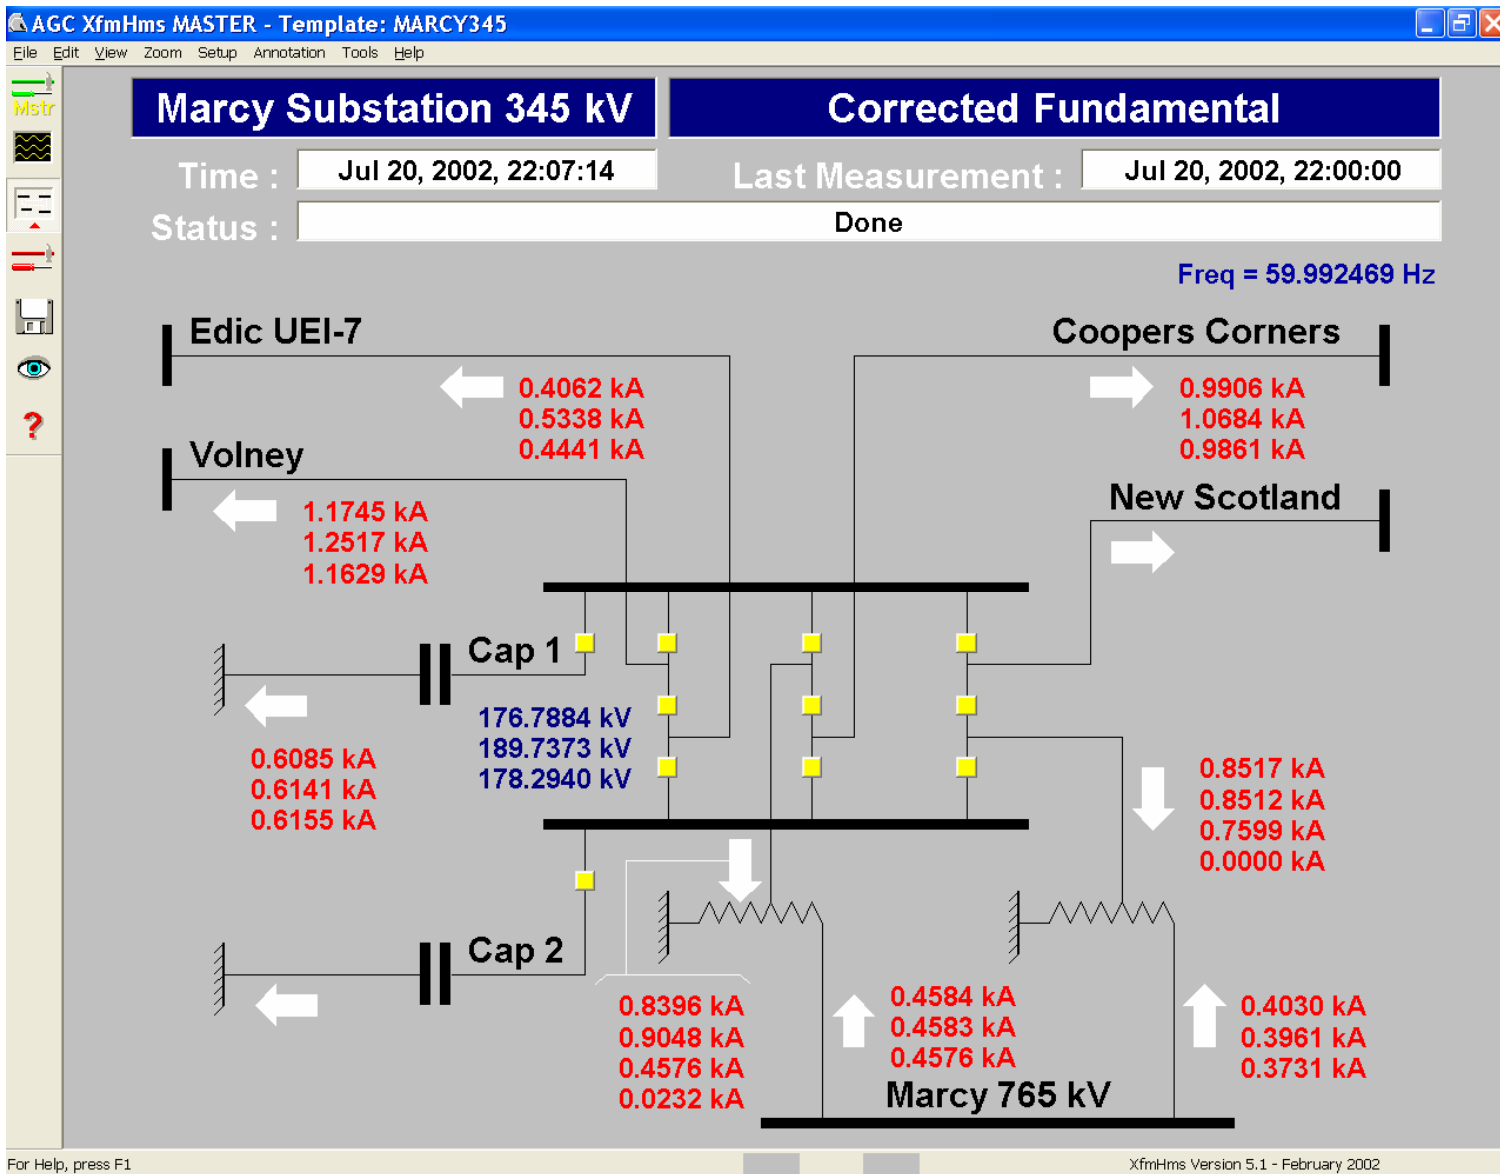 AGC XfmHms MASTER - Template: MARCY345
File Edit View Zoom Setup Annotation Tools Help
Mstr
Marcy Substation 345 kV
Corrected Fundamental
Time :
Jul 20, 2002, 22:07:14
Last Measurement :
Jul 20, 2002, 22:00:00
Status :
Done
Freq = 59.992469 Hz
Edic UEI-7
0.4062 kA
0.5338 kA
0.4441 kA
Coopers Corners
0.9906 kA
1.0684 kA
0.9861 kA
Volney
1.1745 kA
1.2517 kA
1.1629 kA
New Scotland
Cap 1
176.7884 kV
189.7373 kV
178.2940 kV
0.6085 kA
0.6141 kA
0.6155 kA
0.8517 kA
0.8512 kA
0.7599 kA
0.0000 kA
Cap 2
0.8396 kA
0.9048 kA
0.4576 kA
0.0232 kA
0.4584 kA
0.4583 kA
0.4576 kA
0.4030 kA
0.3961 kA
0.3731 kA
Marcy 765 kV
For Help, press F1
XfmHms Version 5.1 - February 2002